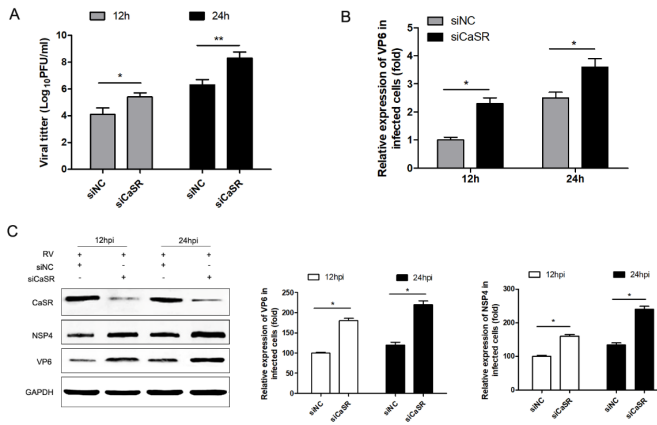 A
12h
24h
Viral titter (Log10PFU/ml)
10
8
6
4
2
0
*
**
siNC
siCaSR
siNC
siCaSR
B
siNC
siCaSR
Relative expression of VP6 in
infected cells (fold)
5
4
3
2
1
0
*
*
12h
24h
C
12hpi
24hpi
RV + + + +
siNC + - + -
siCaSR - + - +
CaSR
NSP4
VP6
GAPDH
12hpi
24hpi
Relative expression of VP6 in
infected cells (fold)
250
200
150
100
50
0
*
*
siNC
siCaSR
siNC
siCaSR
12hpi
24hpi
Relative expression of NSP4 in
infected cells (fold)
300
200
100
0
*
*
siNC
siCaSR
siNC
siCaSR